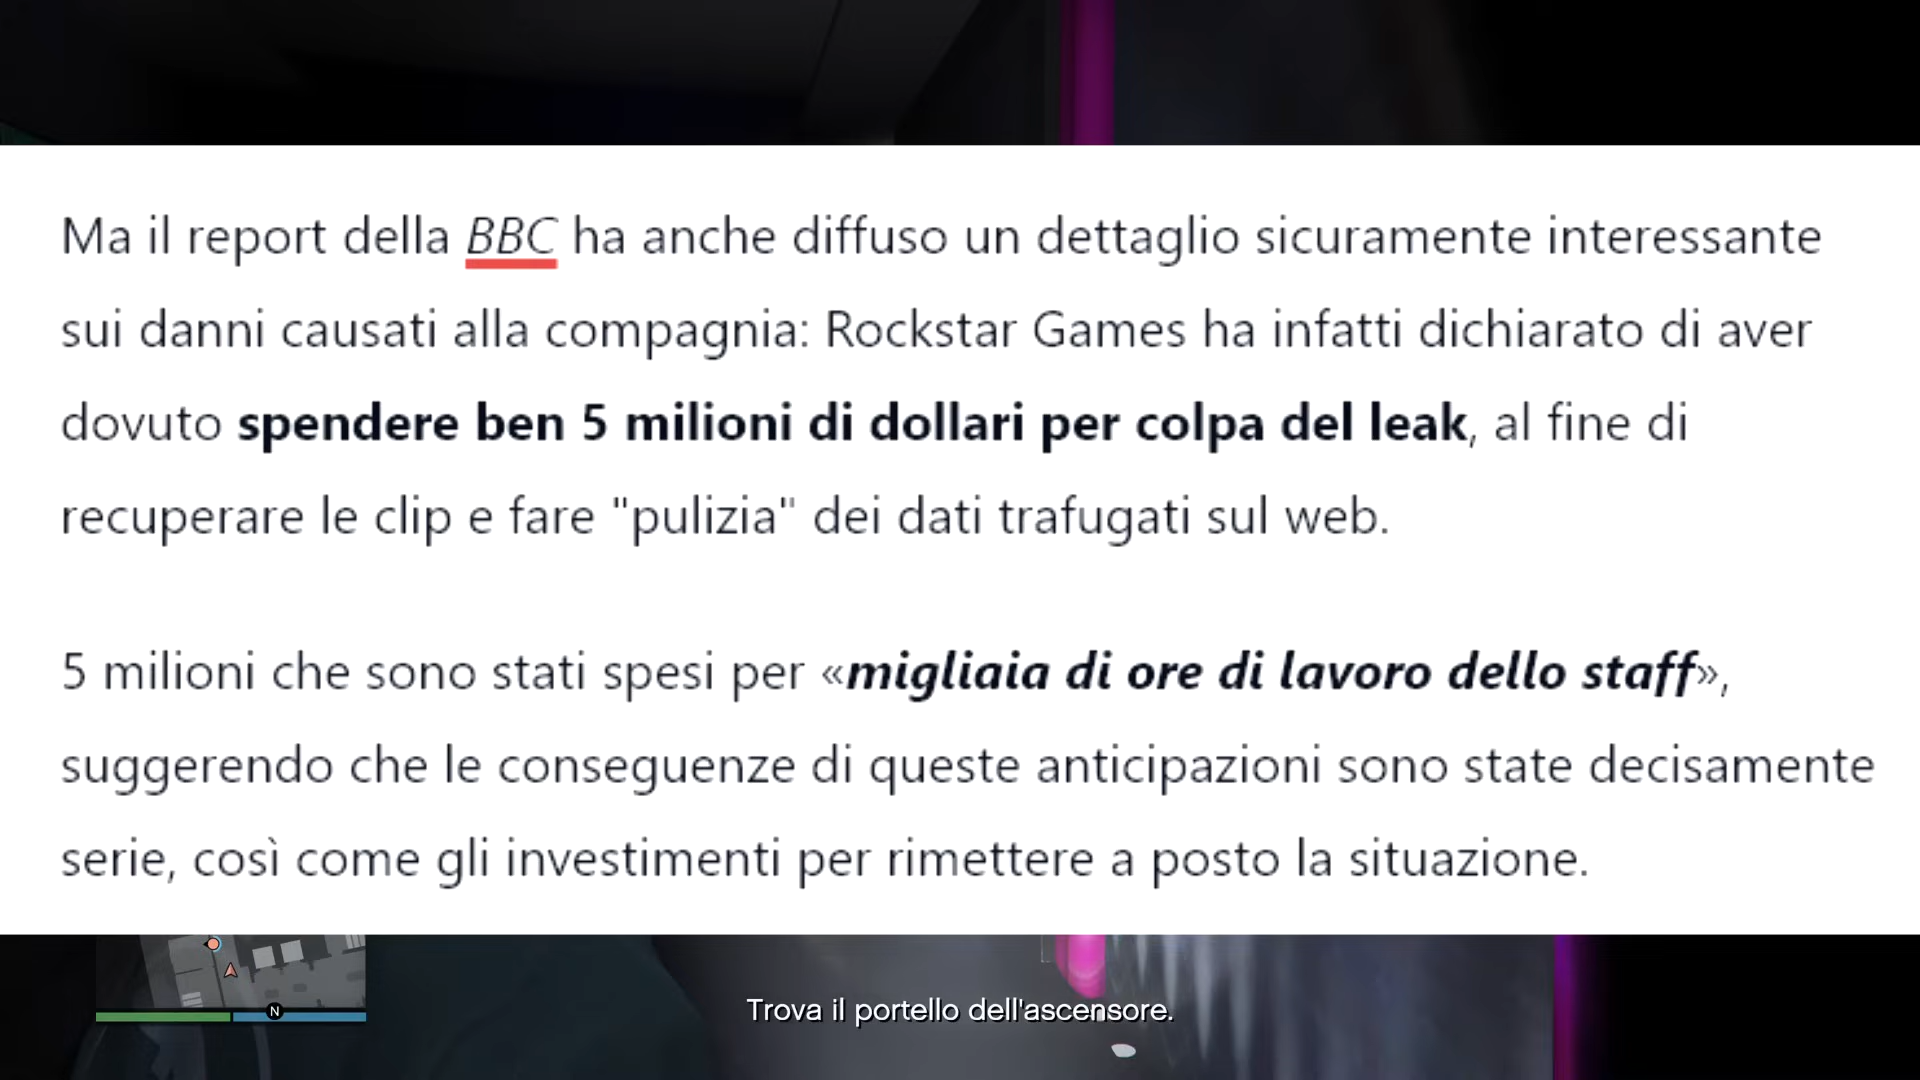 Ma il report della BBC ha anche diffuso un dettaglio sicuramente interessante
sui danni causati alla compagnia: Rockstar Games ha infatti dichiarato di aver
dovuto spendere ben 5 milioni di dollari per colpa del leak, al fine di
recuperare le clip e fare "pulizia" dei dati trafugati sul web.
5 milioni che sono stati spesi per «migliaia di ore di lavoro dello staff»,
suggerendo che le conseguenze di queste anticipazioni sono state decisamente
serie, così come gli investimenti per rimettere a posto la situazione.
N
Trova il portello dell'ascensore.